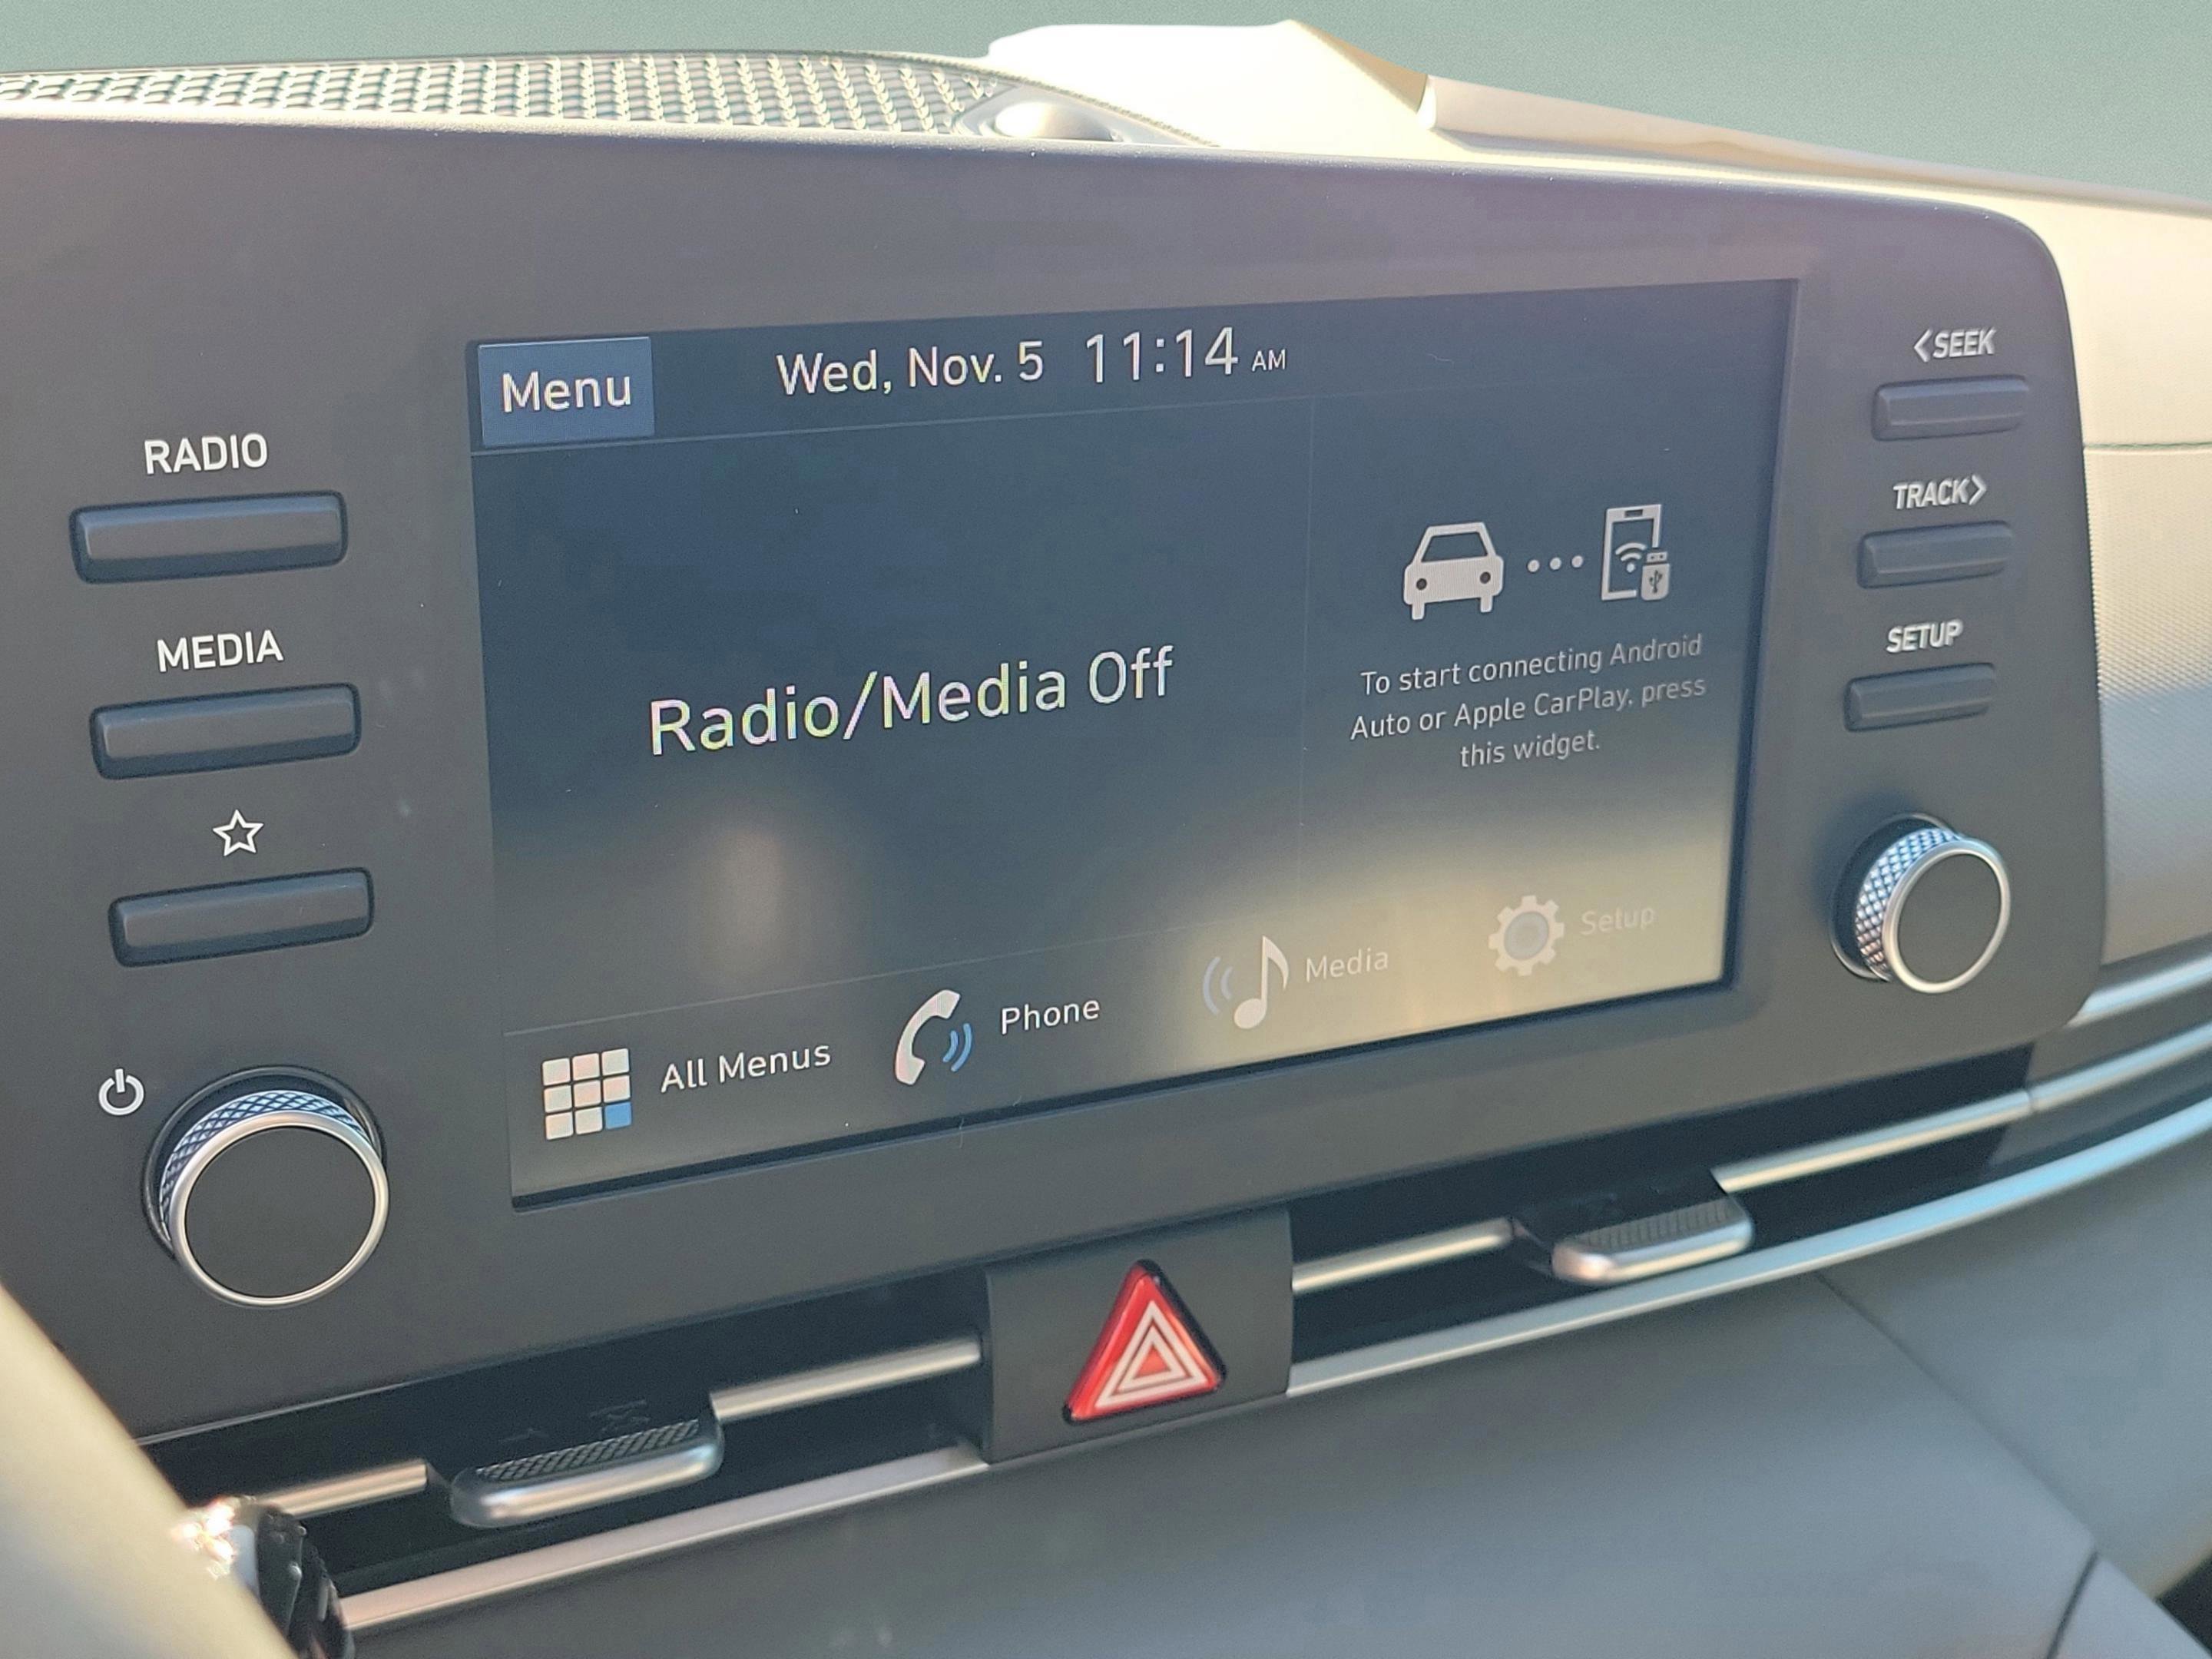 Menu
Wed, Nov. 5 11:14 AM
RADIO
MEDIA
Radio/Media Off
To start connecting Android
Auto or Apple CarPlay, press
this widget.
All Menus
Phone
Media
Setup
<SEEK
TRACK>
SETUP